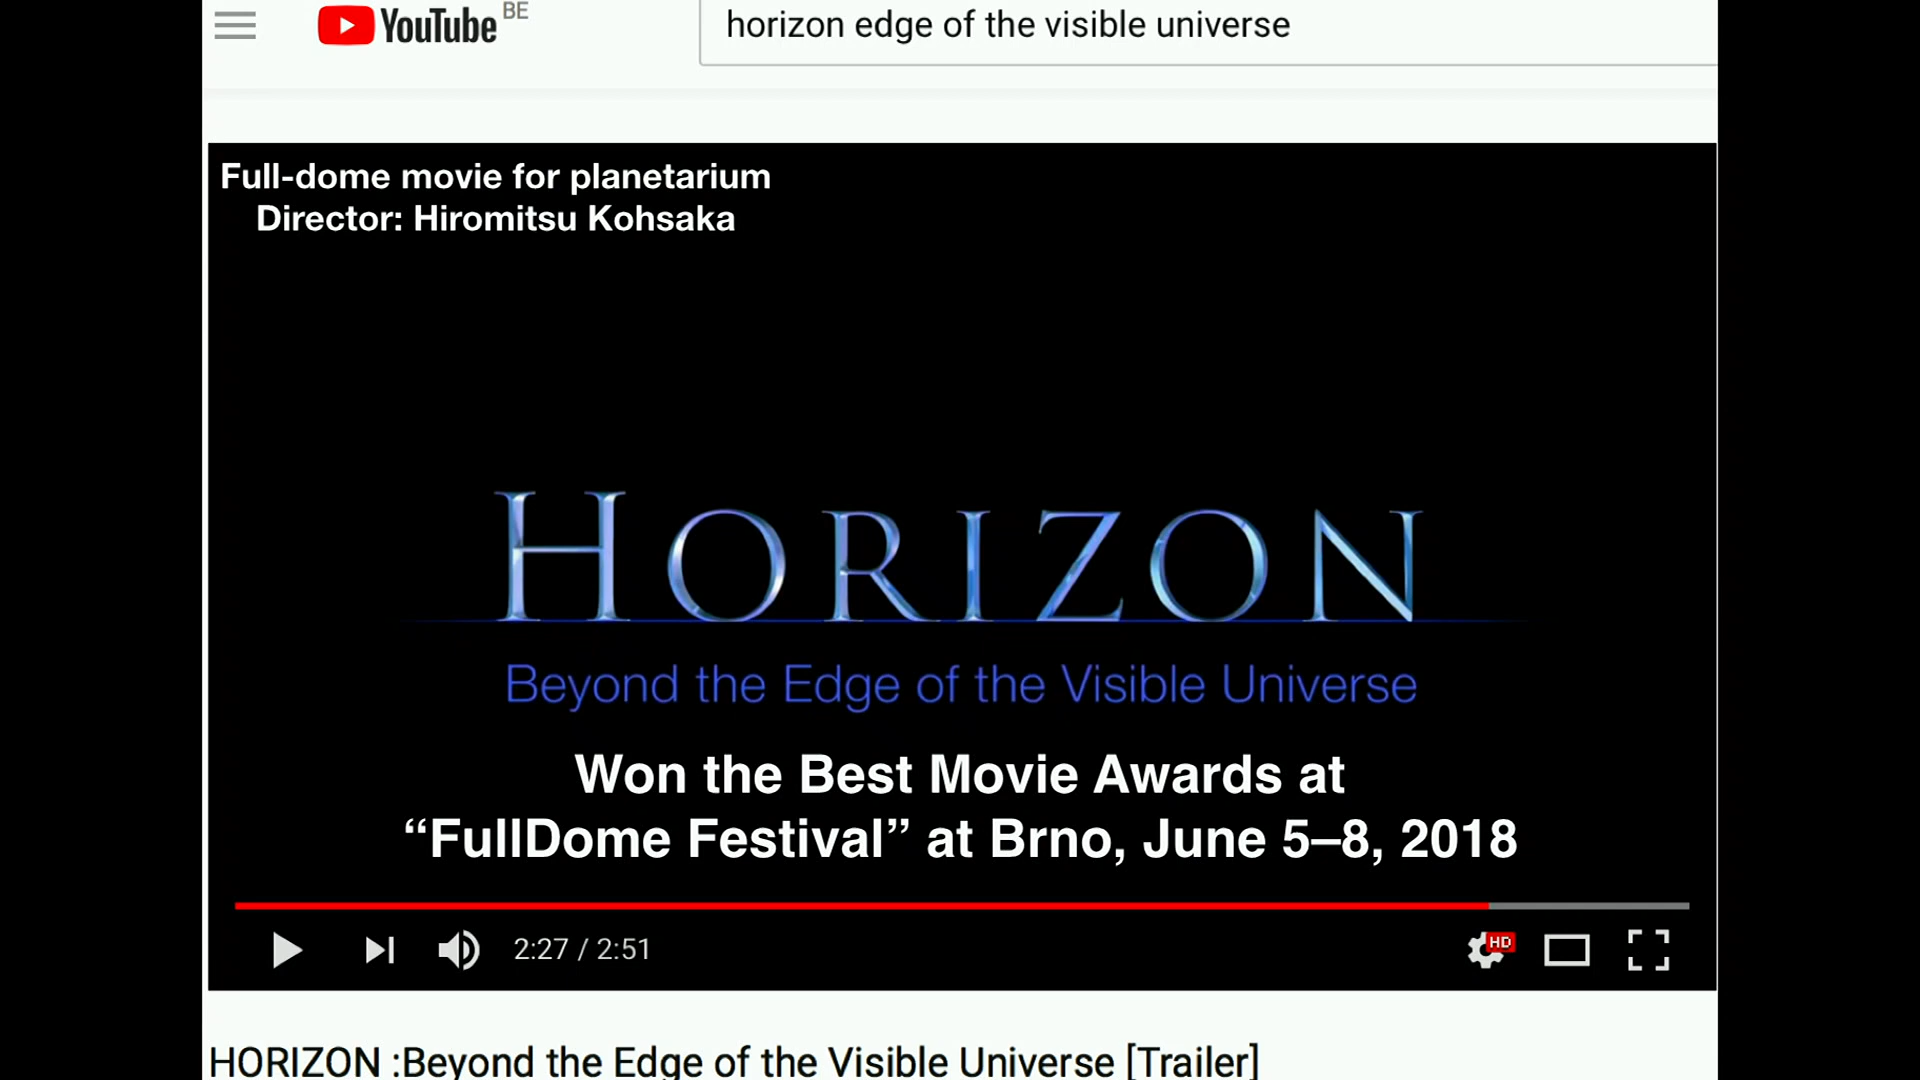 YouTube BE
horizon edge of the visible universe
Full-dome movie for planetarium
Director: Hiromitsu Kohsaka
HORIZON
Beyond the Edge of the Visible Universe
Won the Best Movie Awards at
“FullDome Festival” at Brno, June 5–8, 2018
2:27 / 2:51
HD
HORIZON :Beyond the Edge of the Visible Universe [Trailer]